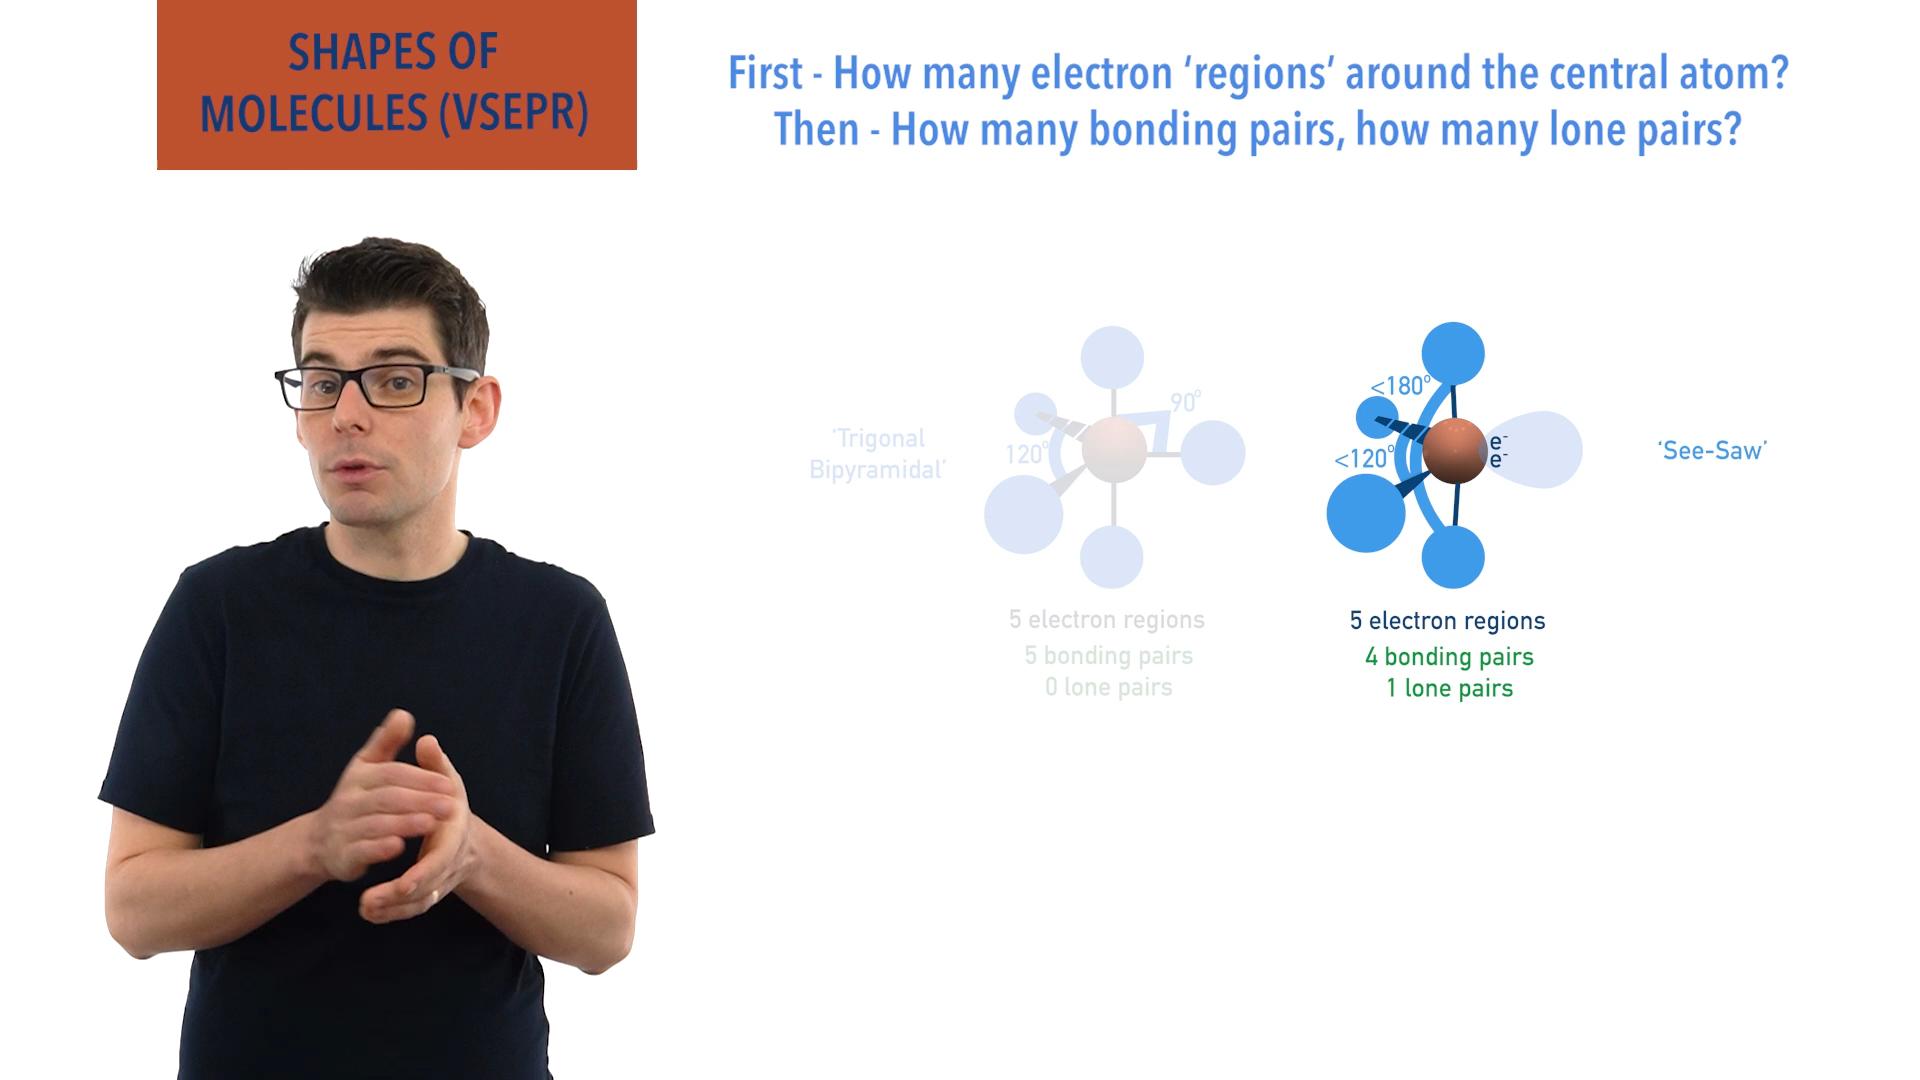 SHAPES OF
MOLECULES (VSEPR)
First - How many electron ‘regions’ around the central atom?
Then - How many bonding pairs, how many lone pairs?
‘Trigonal
Bipyramidal’
90°
120°
5 electron regions
5 bonding pairs
0 lone pairs
<180°
<120°
e-
e-
‘See-Saw’
5 electron regions
4 bonding pairs
1 lone pairs